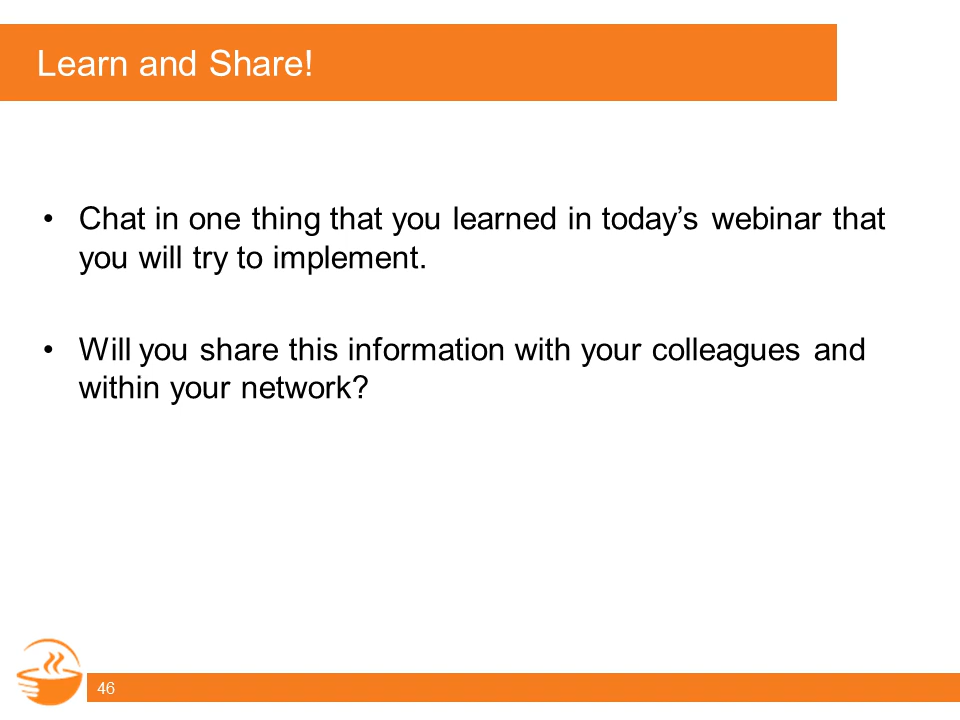 Learn and Share!
• Chat in one thing that you learned in today’s webinar that
you will try to implement.
• Will you share this information with your colleagues and
within your network?
46